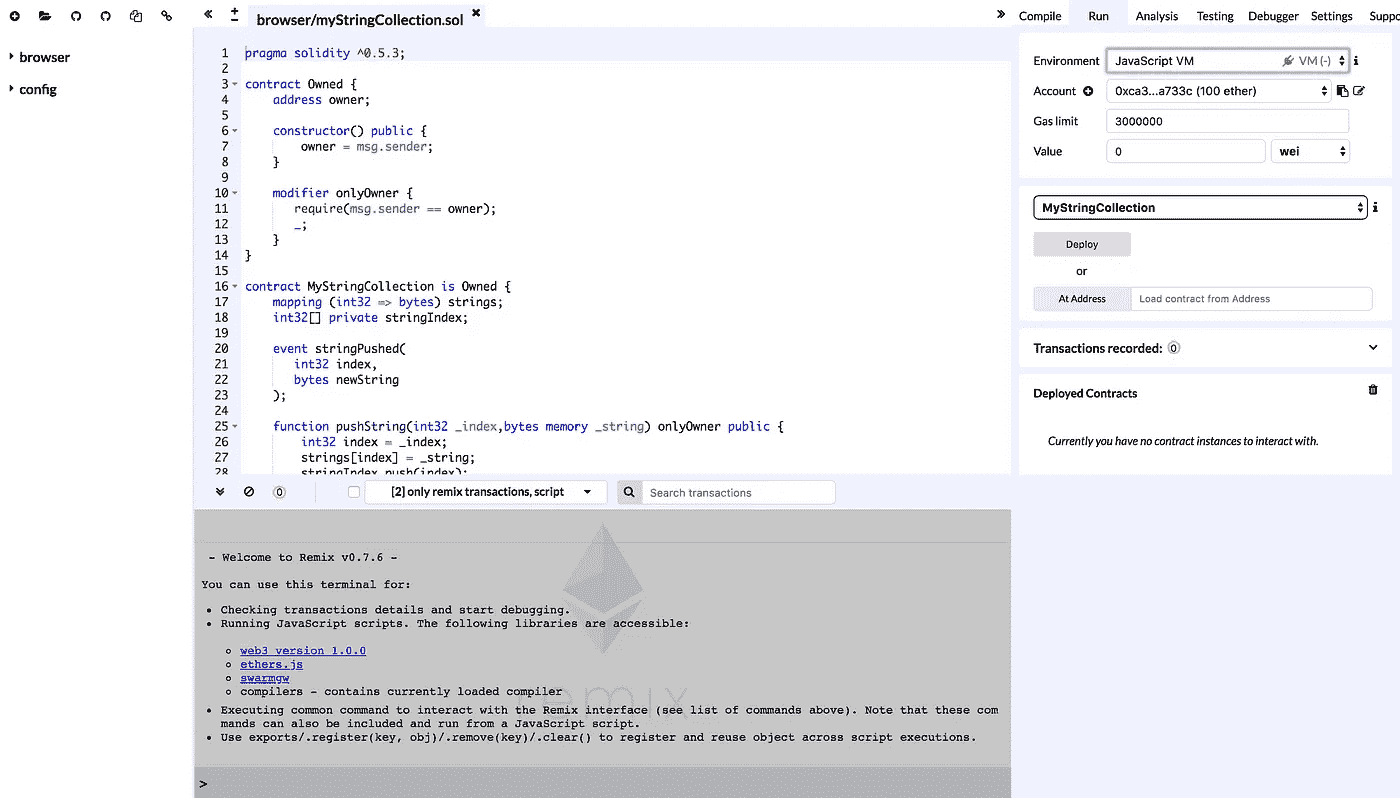 browser/myStringCollection.sol
Compile Run Analysis Testing Debugger Settings Suppo
browser
config
1 pragma solidity ^0.5.3;
2
3 contract Owned {
4 address owner;
5
6 constructor() public {
7 owner = msg.sender;
8 }
9
10 modifier onlyOwner {
11 require(msg.sender == owner);
12 _;
13 }
14 }
15
16 contract MyStringCollection is Owned {
17 mapping (int32 => bytes) strings;
18 int32[] private stringIndex;
19
20 event stringPushed(
21 int32 index,
22 bytes newString
23 );
24
25 function pushString(int32 _index,bytes memory _string) onlyOwner public {
26 int32 index = _index;
27 strings[index] = _string;
28 stringIndex.push(index);
0 [2] only remix transactions, script Search transactions
- Welcome to Remix v0.7.6 -
You can use this terminal for:
• Checking transactions details and start debugging.
• Running JavaScript scripts. The following libraries are accessible:
web3 version 1.0.0
ethers.js
swarmgw
compilers - contains currently loaded compiler
• Executing common command to interact with the Remix interface (see list of commands above). Note that these com
mands can also be included and run from a JavaScript script.
• Use exports/.register(key, obj)/.remove(key)/.clear() to register and reuse object across script executions.
remix
>
Environment JavaScript VM VM (-) i
Account 0xca3...a733c (100 ether)
Gas limit 3000000
Value 0 wei
MyStringCollection i
Deploy
or
At Address Load contract from Address
Transactions recorded: 0
Deployed Contracts
Currently you have no contract instances to interact with.